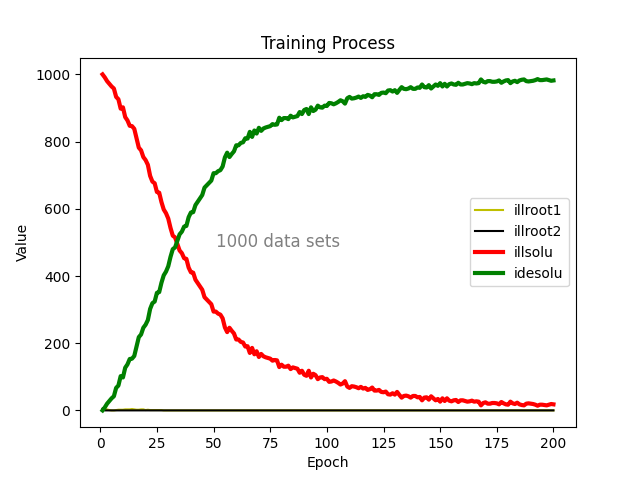 Training Process
Value
1000
800
600
400
200
0
1000 data sets
illroot1
illroot2
illsolu
idesolu
0 25 50 75 100 125 150 175 200
Epoch